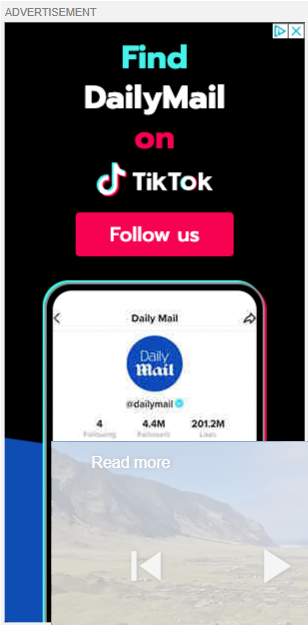 ADVERTISEMENT
Find
DailyMail
on
TikTok
Follow us
Daily Mail
Daily
Mail
@dailymail
4 4.4M 201.2M
Following Followers Likes
Read more